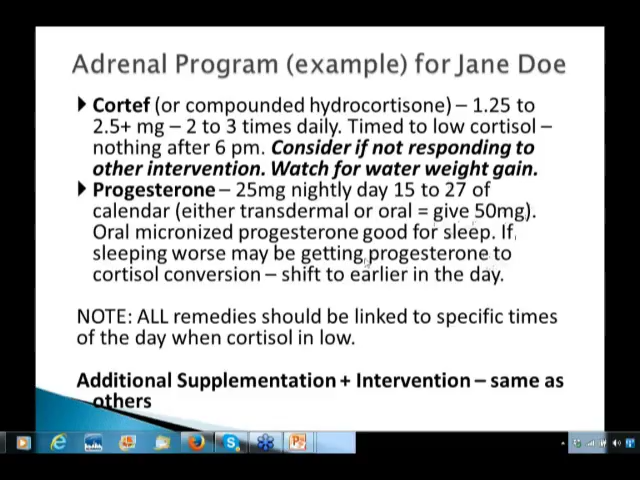 Adrenal Program (example) for Jane Doe
Cortef (or compounded hydrocortisone) – 1.25 to
2.5+ mg – 2 to 3 times daily. Timed to low cortisol –
nothing after 6 pm. Consider if not responding to
other intervention. Watch for water weight gain.
Progesterone – 25mg nightly day 15 to 27 of
calendar (either transdermal or oral = give 50mg).
Oral micronized progesterone good for sleep. If
sleeping worse may be getting progesterone to
cortisol conversion – shift to earlier in the day.
NOTE: ALL remedies should be linked to specific times
of the day when cortisol in low.
Additional Supplementation + Intervention – same as
others